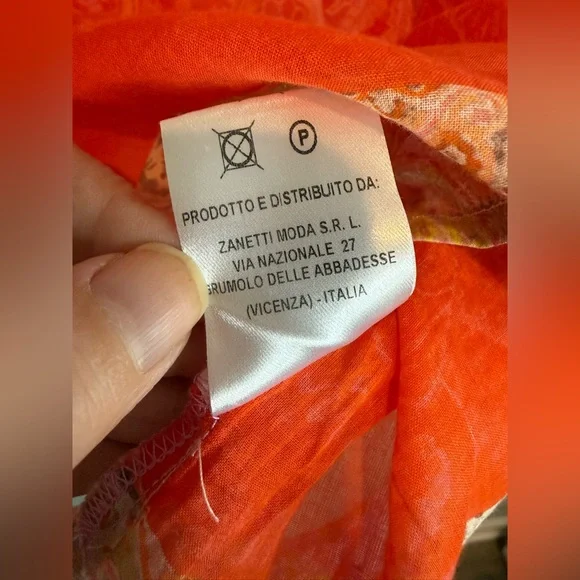 P
PRODOTTO E DISTRIBUITO DA:
ZANETTI MODA S.R.L.
VIA NAZIONALE 27
GRUMOLO DELLE ABBADESSE
(VICENZA) - ITALIA